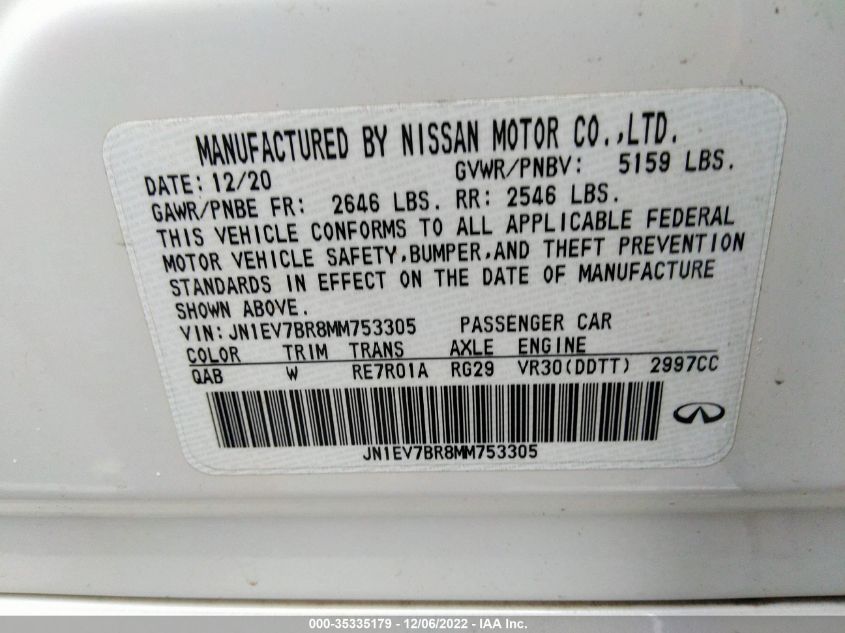 MANUFACTURED BY NISSAN MOTOR CO.,LTD.
DATE: 12/20 GVWR/PNBV: 5159 LBS.
GAWR/PNBE FR: 2646 LBS. RR: 2546 LBS.
THIS VEHICLE CONFORMS TO ALL APPLICABLE FEDERAL
MOTOR VEHICLE SAFETY,BUMPER,AND THEFT PREVENTION
STANDARDS IN EFFECT ON THE DATE OF MANUFACTURE
SHOWN ABOVE.
VIN: JN1EV7BR8MM753305 PASSENGER CAR
COLOR TRIM TRANS AXLE ENGINE
QAB W RE7R01A RG29 VR30(DDTT) 2997CC
JN1EV7BR8MM753305
000-35335179 - 12/06/2022 - IAA Inc.